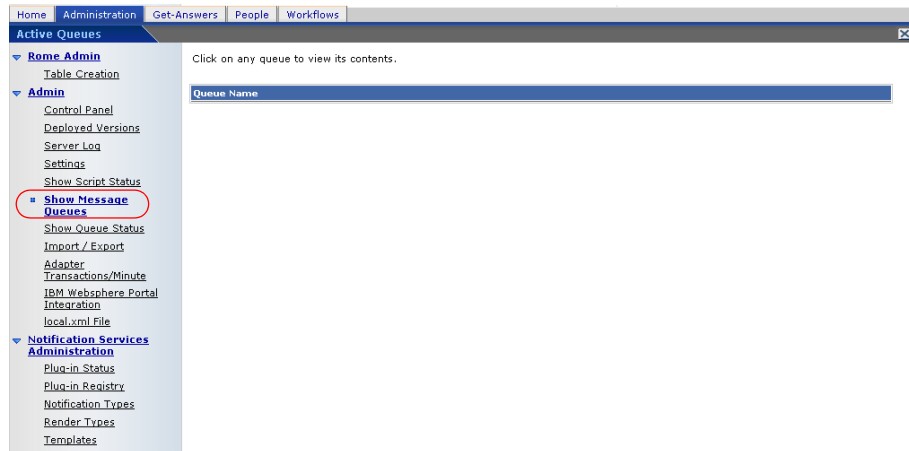 Home Administration Get-Answers People Workflows
Active Queues
Rome Admin
Table Creation
Admin
Control Panel
Deployed Versions
Server Log
Settings
Show Script Status
Show Message
Queues
Show Queue Status
Import / Export
Adapter
Transactions/Minute
IBM Websphere Portal
Integration
local.xml File
Notification Services
Administration
Plug-in Status
Plug-in Registry
Notification Types
Render Types
Templates
Click on any queue to view its contents.
Queue Name